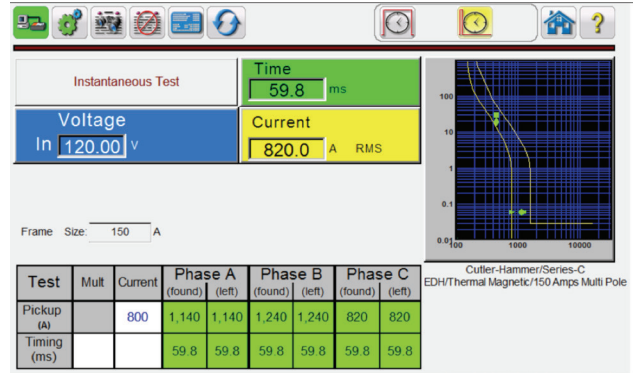 ?
Instantaneous Test
Time
59.8 ms
Voltage
In 120.00 V
Current
820.0 A RMS
Frame Size: 150 A
100
10
1
0.1
0.01
100 1000 10000
Cutler-Hammer/Series-C
EDH/Thermal Magnetic/150 Amps Multi Pole
Test Mult Current Phase A Phase B Phase C
(found) (left) (found) (left) (found) (left)
Pickup (A) 800 1,140 1,140 1,240 1,240 820 820
Timing (ms) 59.8 59.8 59.8 59.8 59.8 59.8